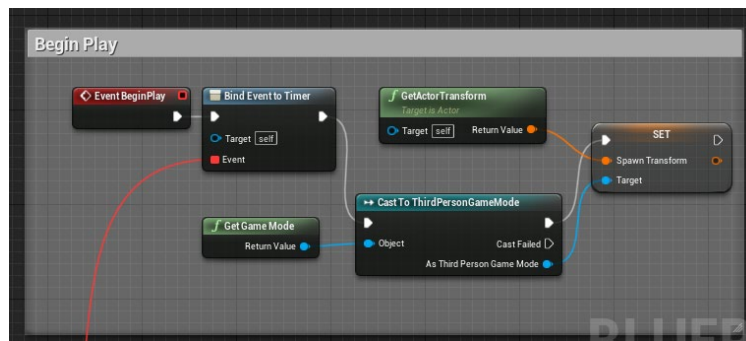 Begin Play
Event BeginPlay
Bind Event to Timer
Target self
Event
GetActorTransform
Target is Actor
Target self Return Value
SET
Spawn Transform
Target
Cast To ThirdPersonGameMode
Object Cast Failed
As Third Person Game Mode
Get Game Mode
Return Value